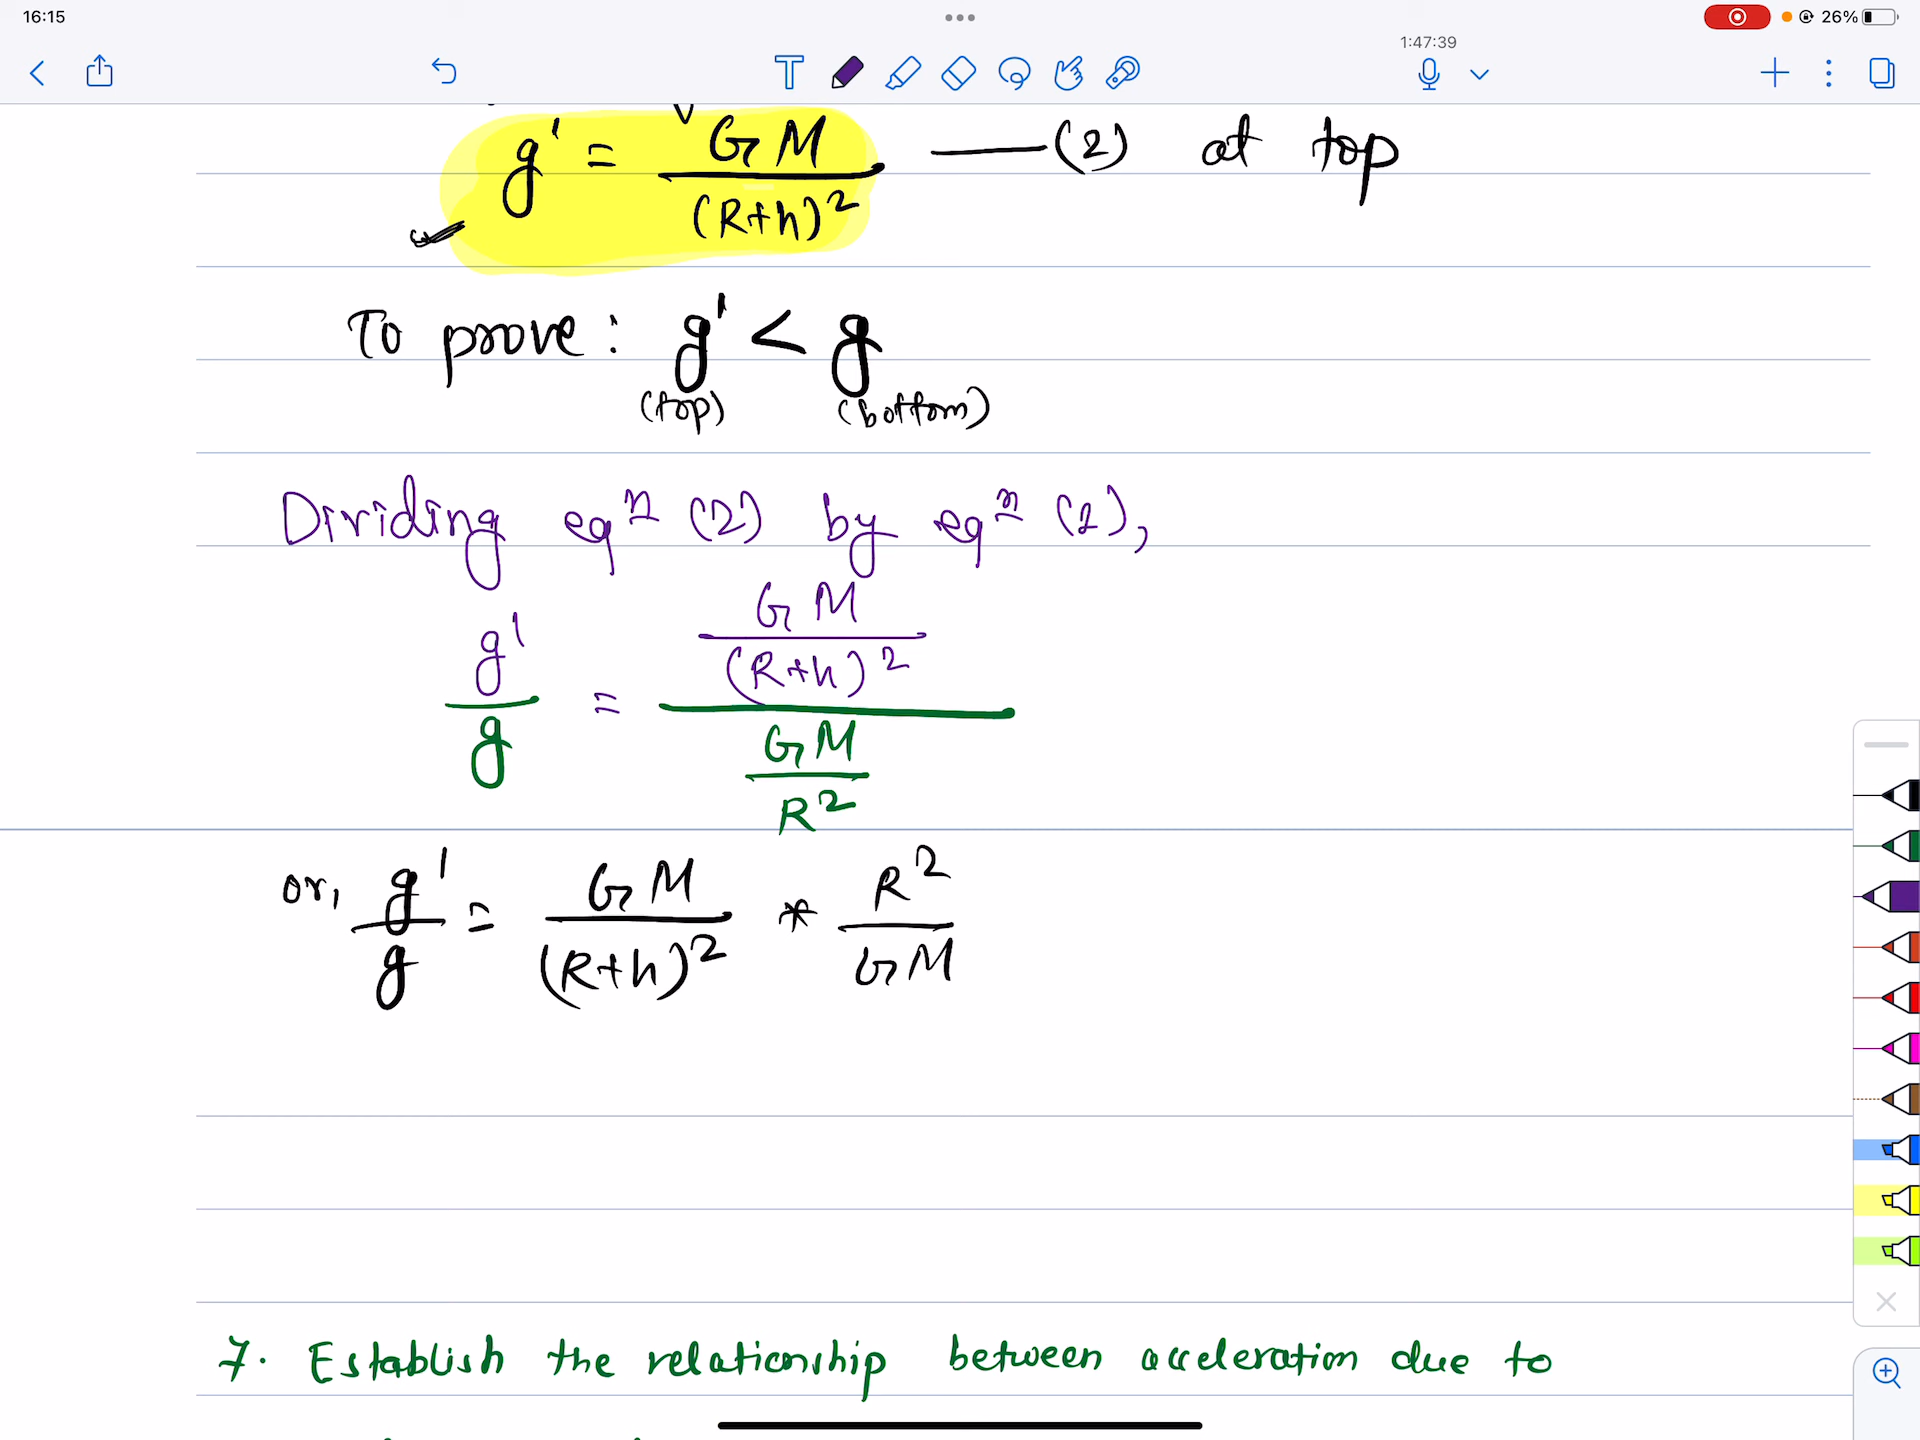 16:15
26%
1:47:39
g' = GM / (R+h)² —(2) at top
To prove : g' < g
(top) (bottom)
Dividing eqⁿ (2) by eqⁿ (1),
g' / g = (GM / (R+h)²) / (GM / R²)
or, g' / g = GM / (R+h)² * R² / GM
7. Establish the relationship between acceleration due to